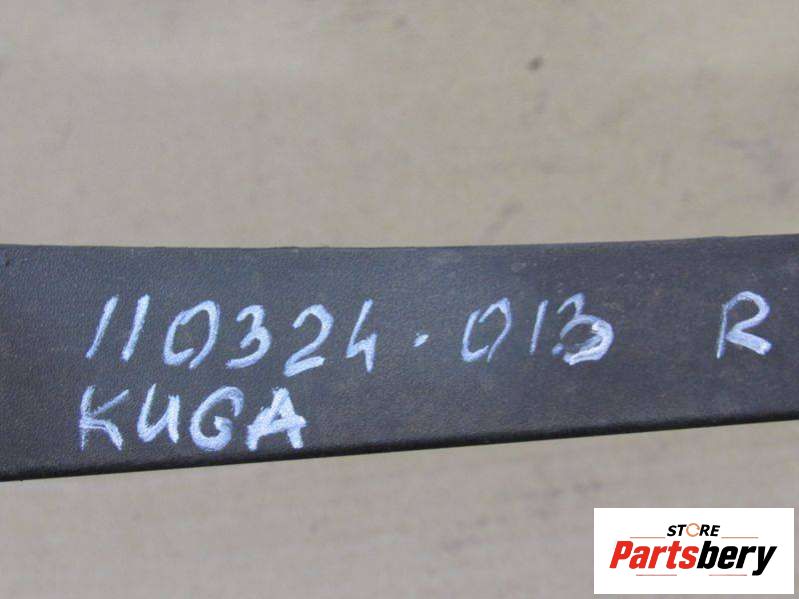 110324-013 R
KUGA
STORE
Partsbery